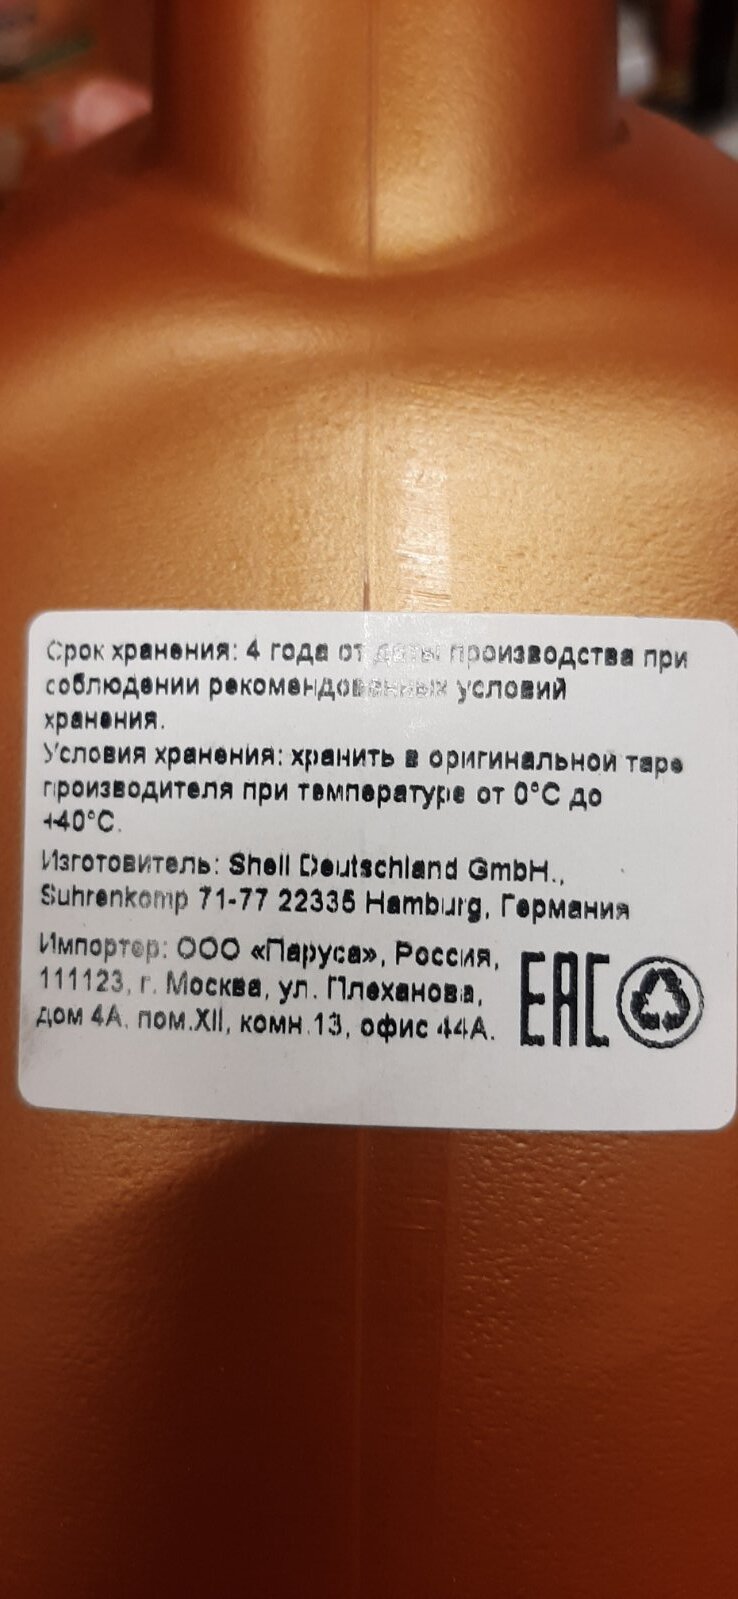 Срок хранения: 4 года от даты производства при
соблюдении рекомендованных условий
хранения.
Условия хранения: хранить в оригинальной таре
производителя при температуре от 0°C до
+40°C.
Изготовитель: Shell Deutschland GmbH.,
Suhrenkomp 71-77 22335 Hamburg, Германия
Импортер: ООО «Паруса», Россия,
111123, г. Москва, ул. Плеханова,
дом 4А, пом.XII, комн.13, офис 44А.
EAC